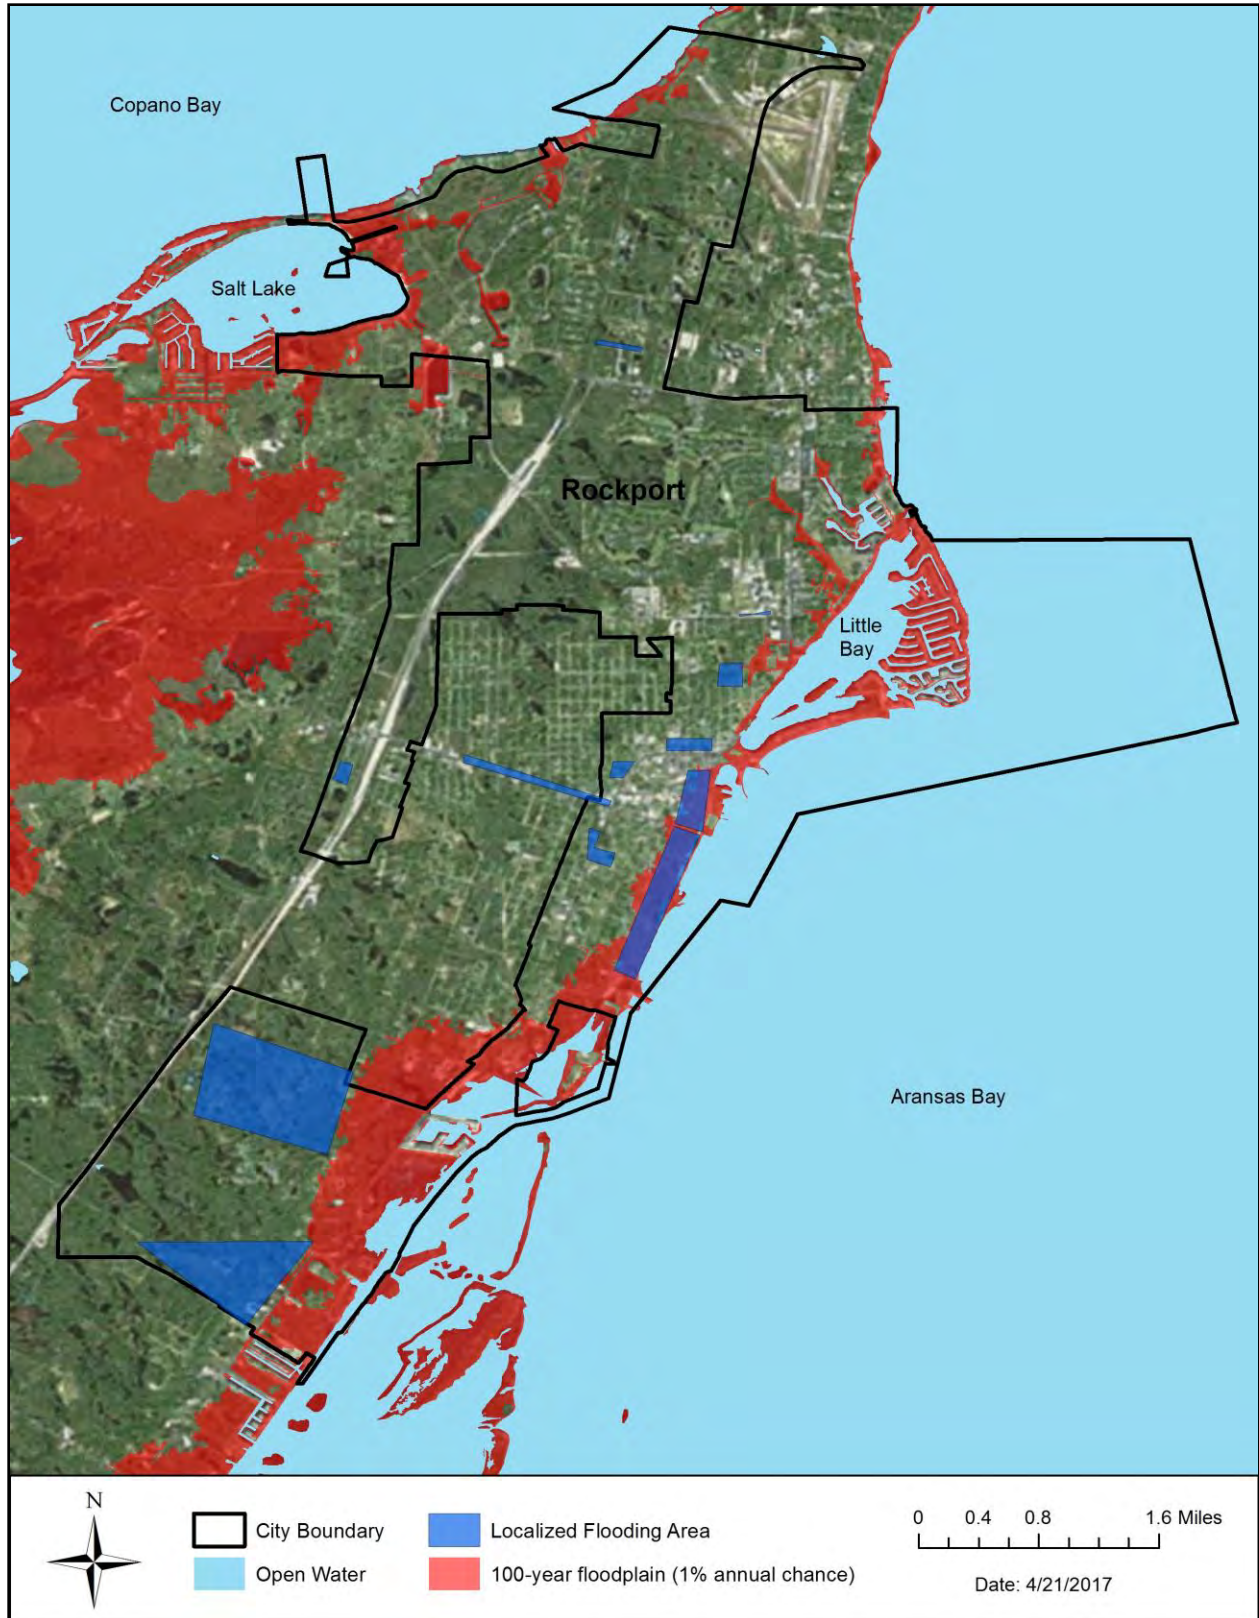 Copano Bay
Salt Lake
Rockport
Little
Bay
Aransas Bay
N
City Boundary
Open Water
Localized Flooding Area
100-year floodplain (1% annual chance)
0 0.4 0.8 1.6 Miles
Date: 4/21/2017